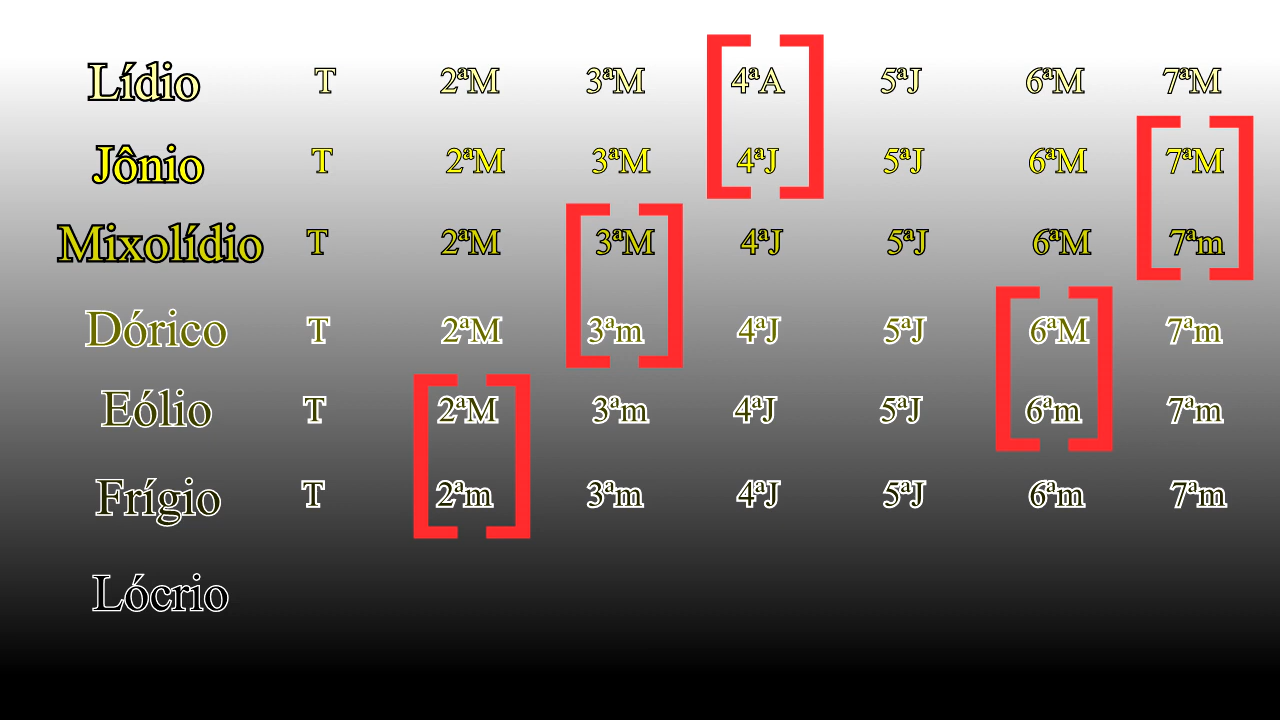 Lídio T 2ªM 3ªM 4ªA 5ªJ 6ªM 7ªM
Jônio T 2ªM 3ªM 4ªJ 5ªJ 6ªM 7ªM
Mixolídio T 2ªM 3ªM 4ªJ 5ªJ 6ªM 7ªm
Dórico T 2ªM 3ªm 4ªJ 5ªJ 6ªM 7ªm
Eólio T 2ªM 3ªm 4ªJ 5ªJ 6ªm 7ªm
Frígio T 2ªm 3ªm 4ªJ 5ªJ 6ªm 7ªm
Lócrio